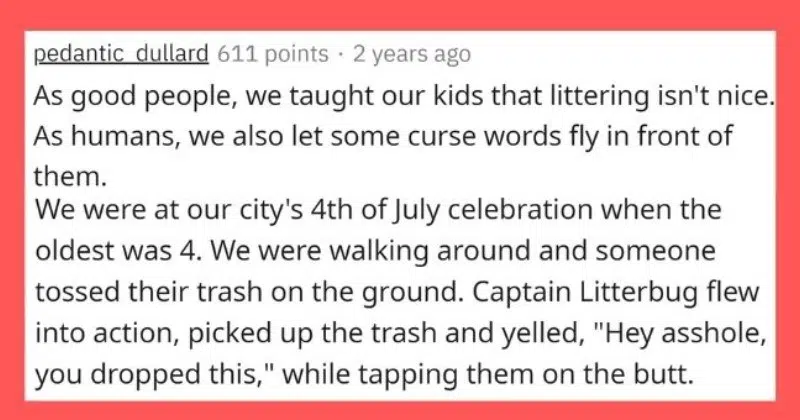 pedantic_dullard 611 points · 2 years ago
As good people, we taught our kids that littering isn't nice.
As humans, we also let some curse words fly in front of
them.
We were at our city's 4th of July celebration when the
oldest was 4. We were walking around and someone
tossed their trash on the ground. Captain Litterbug flew
into action, picked up the trash and yelled, "Hey asshole,
you dropped this," while tapping them on the butt.